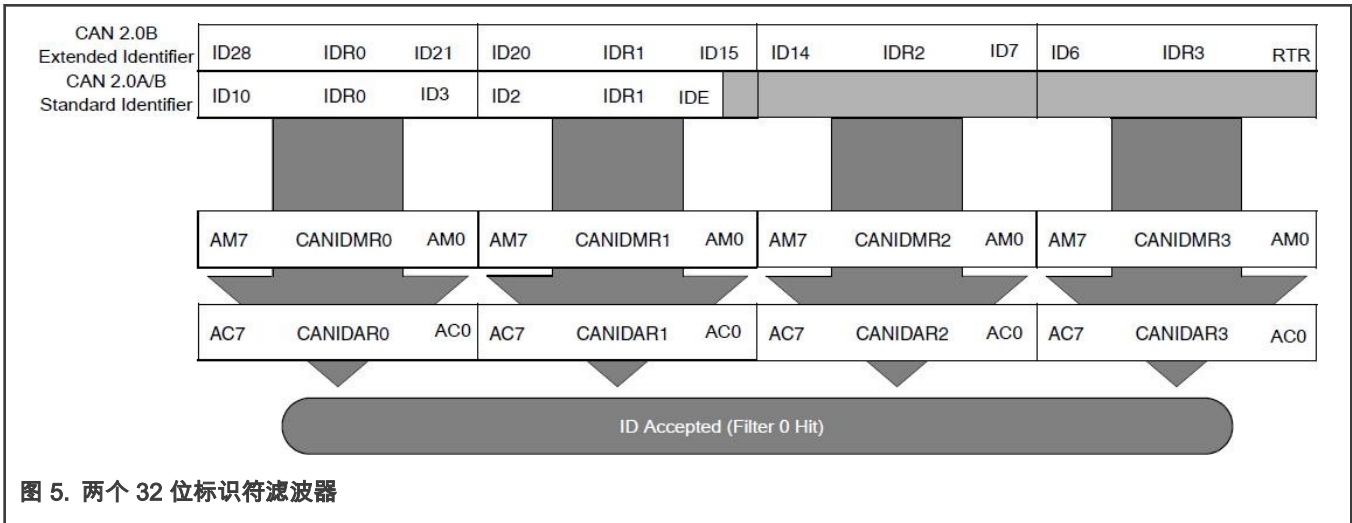 CAN 2.0B
Extended Identifier ID28 IDR0 ID21 ID20 IDR1 ID15 ID14 IDR2 ID7 ID6 IDR3 RTR
CAN 2.0A/B
Standard Identifier ID10 IDR0 ID3 ID2 IDR1 IDE
AM7 CANIDMR0 AM0 AM7 CANIDMR1 AM0 AM7 CANIDMR2 AM0 AM7 CANIDMR3 AM0
AC7 CANIDAR0 AC0 AC7 CANIDAR1 AC0 AC7 CANIDAR2 AC0 AC7 CANIDAR3 AC0
ID Accepted (Filter 0 Hit)
图 5. 两个 32 位标识符滤波器